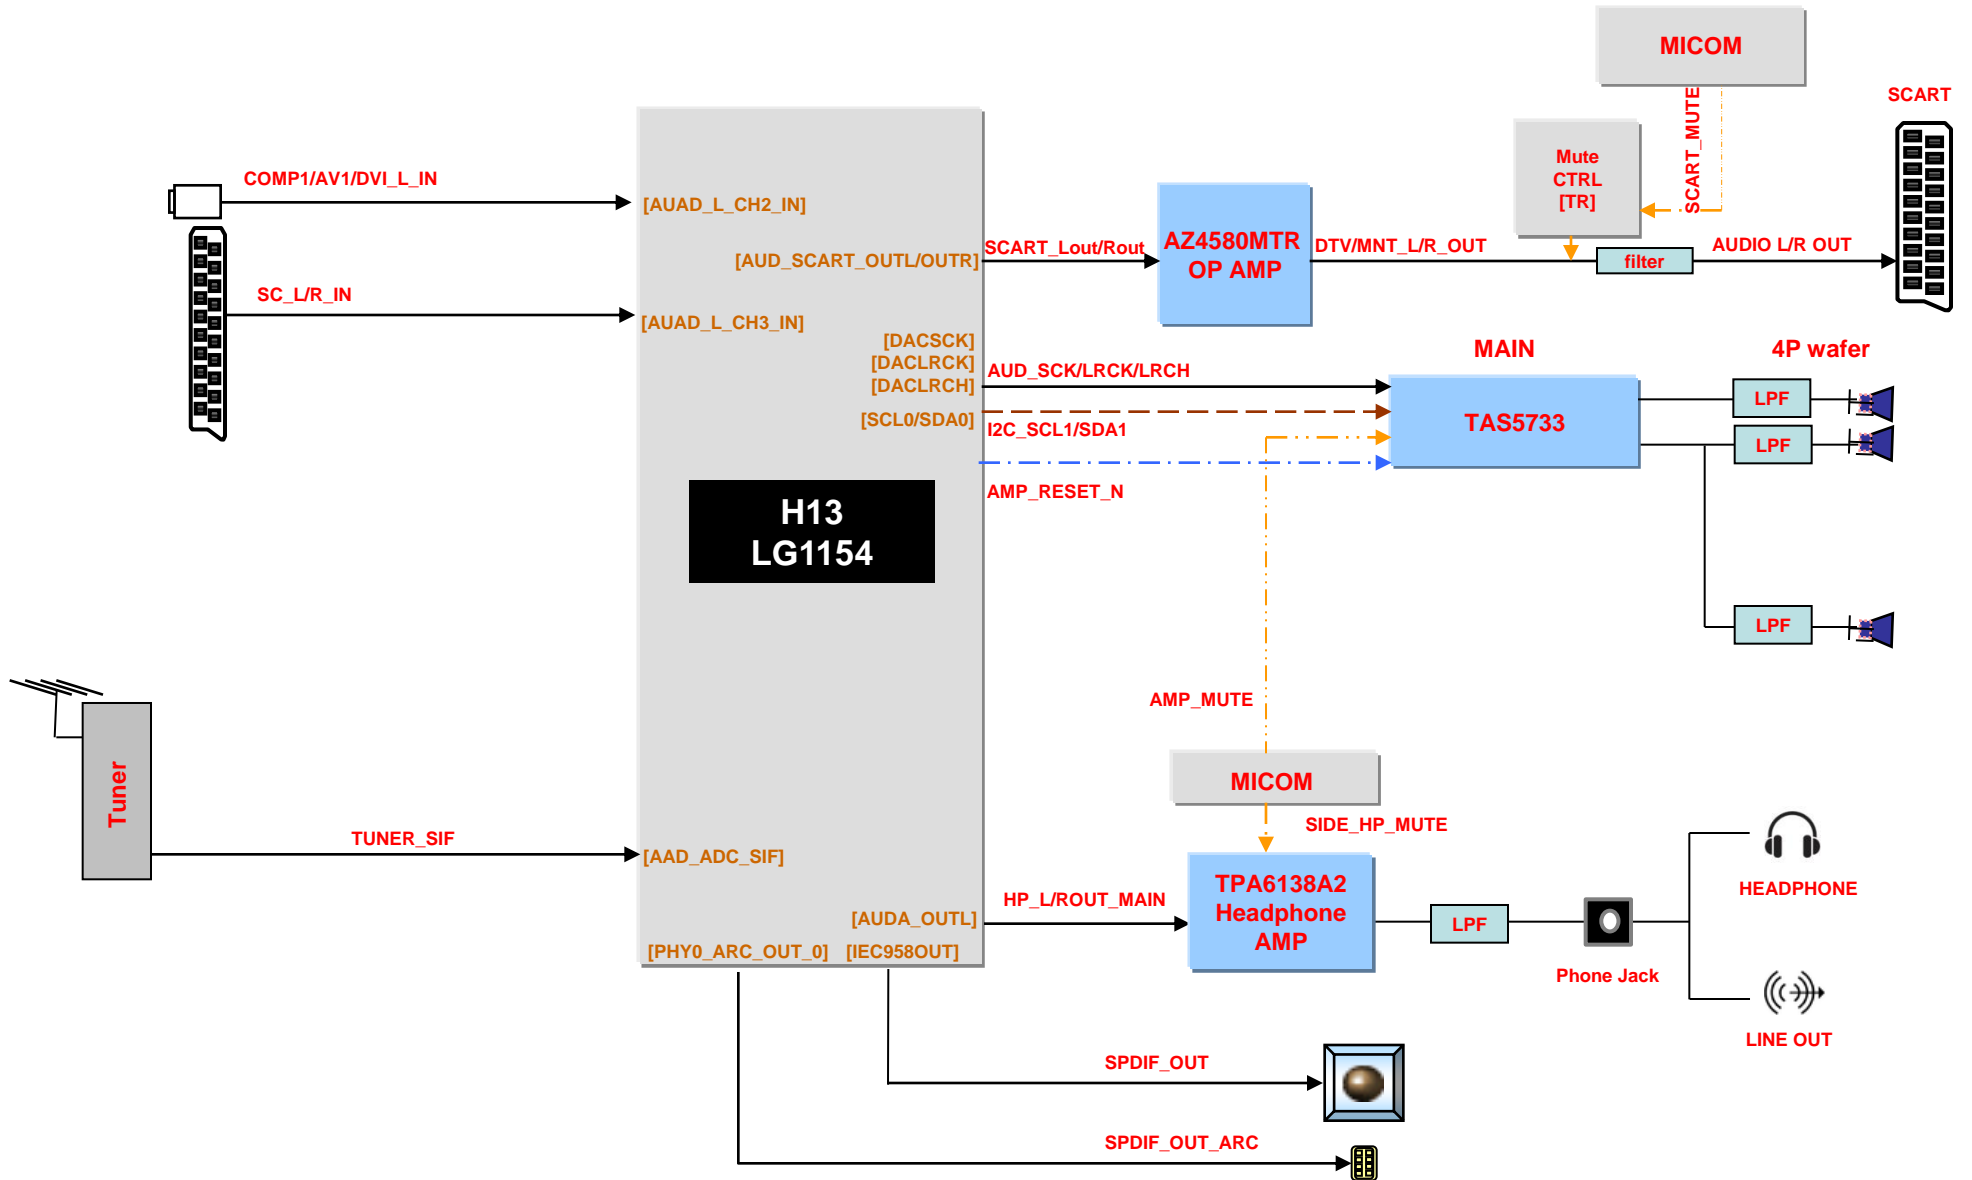 MICOM
SCART
SCART_MUTE
Mute
CTRL
[TR]
COMP1/AV1/DVI_L_IN
[AUAD_L_CH2_IN]
[AUD_SCART_OUTL/OUTR]
SCART_Lout/Rout
AZ4580MTR
OP AMP
DTV/MNT_L/R_OUT
filter
AUDIO L/R OUT
SC_L/R_IN
[AUAD_L_CH3_IN]
[DACSCK]
[DACLRCK]
[DACLRCH]
[SCL0/SDA0]
AUD_SCK/LRCK/LRCH
I2C_SCL1/SDA1
AMP_RESET_N
MAIN
TAS5733
4P wafer
LPF
LPF
LPF
H13
LG1154
AMP_MUTE
MICOM
SIDE_HP_MUTE
Tuner
TUNER_SIF
[AAD_ADC_SIF]
[AUDA_OUTL]
[PHY0_ARC_OUT_0]
[IEC958OUT]
HP_L/ROUT_MAIN
TPA6138A2
Headphone
AMP
LPF
Phone Jack
HEADPHONE
LINE OUT
SPDIF_OUT
SPDIF_OUT_ARC